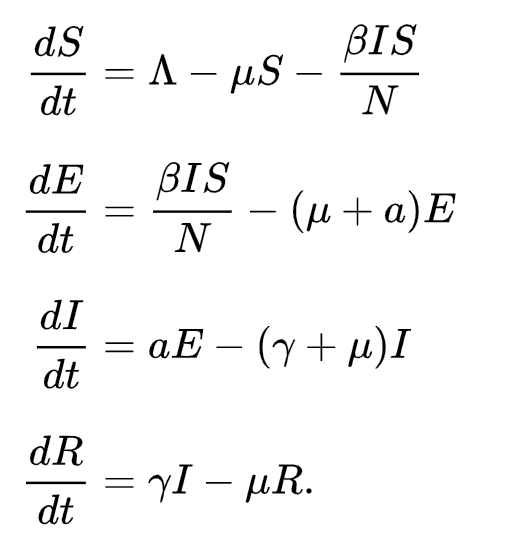 dS/dt = Λ − μS − βIS/N
dE/dt = βIS/N − (μ + a)E
dI/dt = aE − (γ + μ)I
dR/dt = γI − μR.